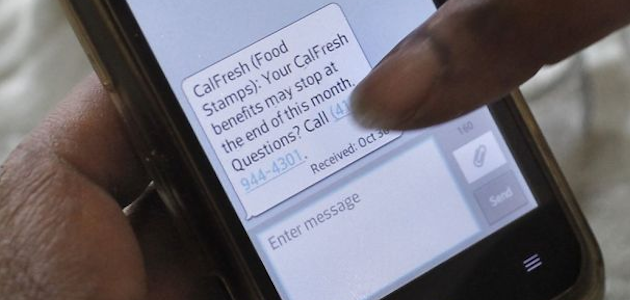 CalFresh (Food
Stamps): Your CalFresh
benefits may stop at
the end of this month.
Questions? Call (41
944-4301.
Received: Oct 30
160
Enter message
Send